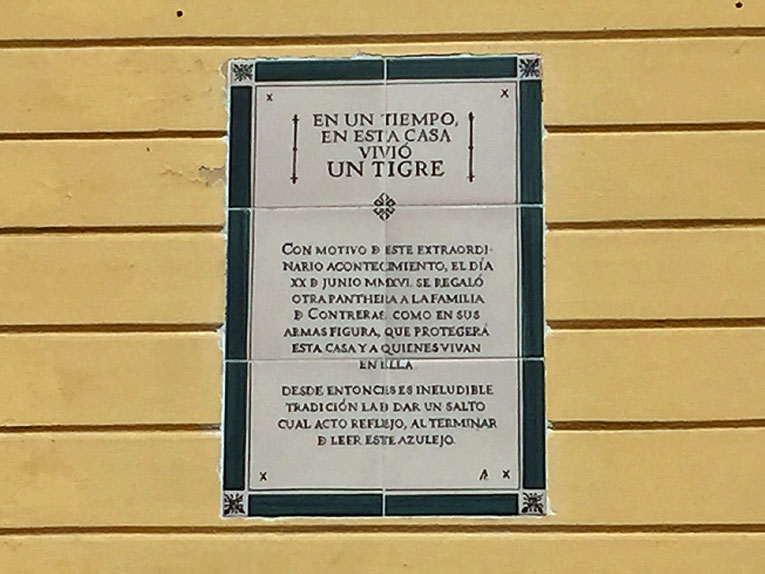 EN UN TIEMPO,
EN ESTA CASA
VIVIÓ
UN TIGRE
CON MOTIVO D ESTE EXTRAORDI-
NARIO ACONTECIMIENTO, EL DÍA
XX D JUNIO MMXVI, SE REGALÓ
OTRA PANTHERA A LA FAMILIA
D CONTRERAS, COMO EN SUS
ARMAS FIGURA, QUE PROTEGERÁ
ESTA CASA Y A QUIENES VIVAN
EN ELLA.
DESDE ENTONCES ES INELUDIBLE
TRADICIÓN LA D DAR UN SALTO
CUAL ACTO REFLEJO, AL TERMINAR
D LEER ESTE AZULEJO.